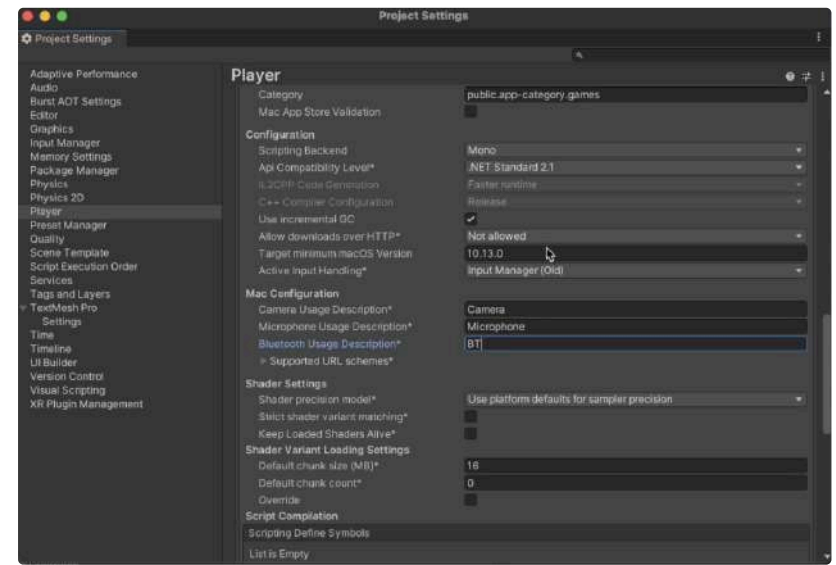 Project Settings
Project Settings
Adaptive Performance
Audio
Burst AOT Settings
Editor
Graphics
Input Manager
Memory Settings
Package Manager
Physics
Physics 2D
Player
Preset Manager
Quality
Scene Template
Script Execution Order
Services
Tags and Layers
TextMesh Pro
Settings
Time
Timeline
UI Builder
Version Control
Visual Scripting
XR Plugin Management
Player
Category public.app-category.games
Mac App Store Validation
Configuration
Scripting Backend Mono
Api Compatibility Level* .NET Standard 2.1
IL2CPP Code Generation Faster runtime
C++ Compiler Configuration Release
Use incremental GC
Allow downloads over HTTP* Not allowed
Target minimum macOS Version 10.13.0
Active Input Handling* Input Manager (Old)
Mac Configuration
Camera Usage Description* Camera
Microphone Usage Description* Microphone
Bluetooth Usage Description* BT
Supported URL schemes*
Shader Settings
Shader precision model* Use platform defaults for sampler precision
Strict shader variant matching*
Keep Loaded Shaders Alive*
Shader Variant Loading Settings
Default chunk size (MB)* 16
Default chunk count* 0
Override
Script Compilation
Scripting Define Symbols
List is Empty